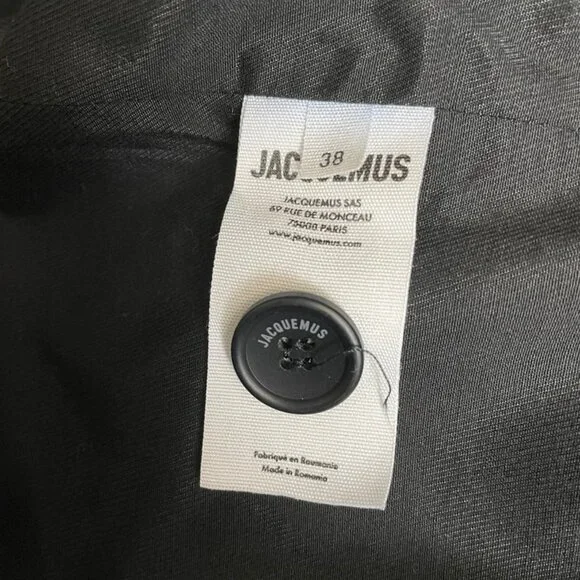 38
JACQUEMUS
JACQUEMUS SAS
69 RUE DE MONCEAU
75008 PARIS
www.jacquemus.com
JACQUEMUS
Fabriqué en Roumanie
Made in Romania